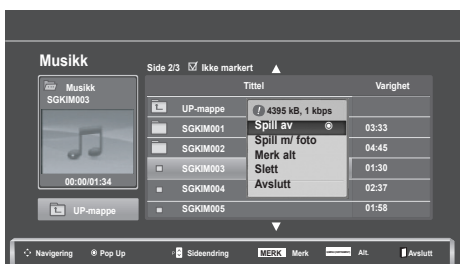 Musikk
Side 2/3 ☑ Ikke markert
Musikk
SGKIM003
00:00/01:34
UP-mappe
Tittel Varighet
UP-mappe
SGKIM001 03:33
SGKIM002 04:45
SGKIM003 01:30
SGKIM004 02:37
SGKIM005 01:58
4395 kB, 1 kbps
Spill av
Spill m/ foto
Merk alt
Slett
Avslutt
Navigering Pop Up Sideendring MERK Merk Alt. Avslutt